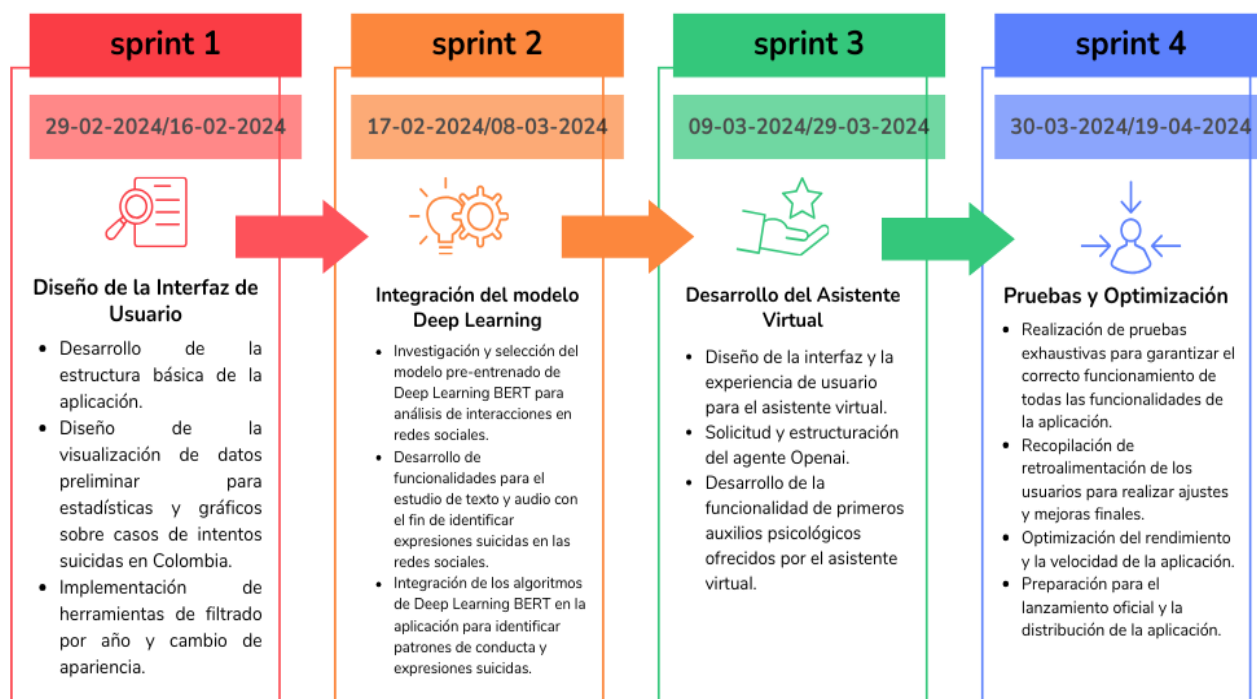 sprint 1
29-02-2024/16-02-2024
Diseño de la Interfaz de
Usuario
• Desarrollo de la
estructura básica de la
aplicación.
• Diseño de la
visualización de datos
preliminar para
estadísticas y gráficos
sobre casos de intentos
suicidas en Colombia.
• Implementación de
herramientas de filtrado
por año y cambio de
apariencia.
sprint 2
17-02-2024/08-03-2024
Integración del modelo
Deep Learning
• Investigación y selección del
modelo pre-entrenado de
Deep Learning BERT para
análisis de interacciones en
redes sociales.
• Desarrollo de
funcionalidades para el
estudio de texto y audio con
el fin de identificar
expresiones suicidas en las
redes sociales.
• Integración de los algoritmos
de Deep Learning BERT en la
aplicación para identificar
patrones de conducta y
expresiones suicidas.
sprint 3
09-03-2024/29-03-2024
Desarrollo del Asistente
Virtual
• Diseño de la interfaz y la
experiencia de usuario
para el asistente virtual.
• Solicitud y estructuración
del agente Openai.
• Desarrollo de la
funcionalidad de primeros
auxilios psicológicos
ofrecidos por el asistente
virtual.
sprint 4
30-03-2024/19-04-2024
Pruebas y Optimización
• Realización de pruebas
exhaustivas para garantizar el
correcto funcionamiento de
todas las funcionalidades de
la aplicación.
• Recopilación de
retroalimentación de los
usuarios para realizar ajustes
y mejoras finales.
• Optimización del rendimiento
y la velocidad de la aplicación.
• Preparación para el
lanzamiento oficial y la
distribución de la aplicación.